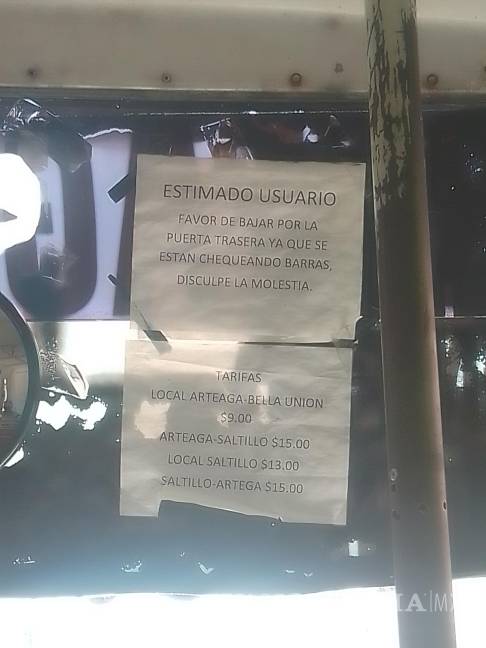 ESTIMADO USUARIO
FAVOR DE BAJAR POR LA
PUERTA TRASERA YA QUE SE
ESTAN CHEQUEANDO BARRAS,
DISCULPE LA MOLESTIA.
TARIFAS
LOCAL ARTEAGA-BELLA UNION
$9.00
ARTEAGA-SALTILLO $15.00
LOCAL SALTILLO $13.00
SALTILLO-ARTEGA $15.00